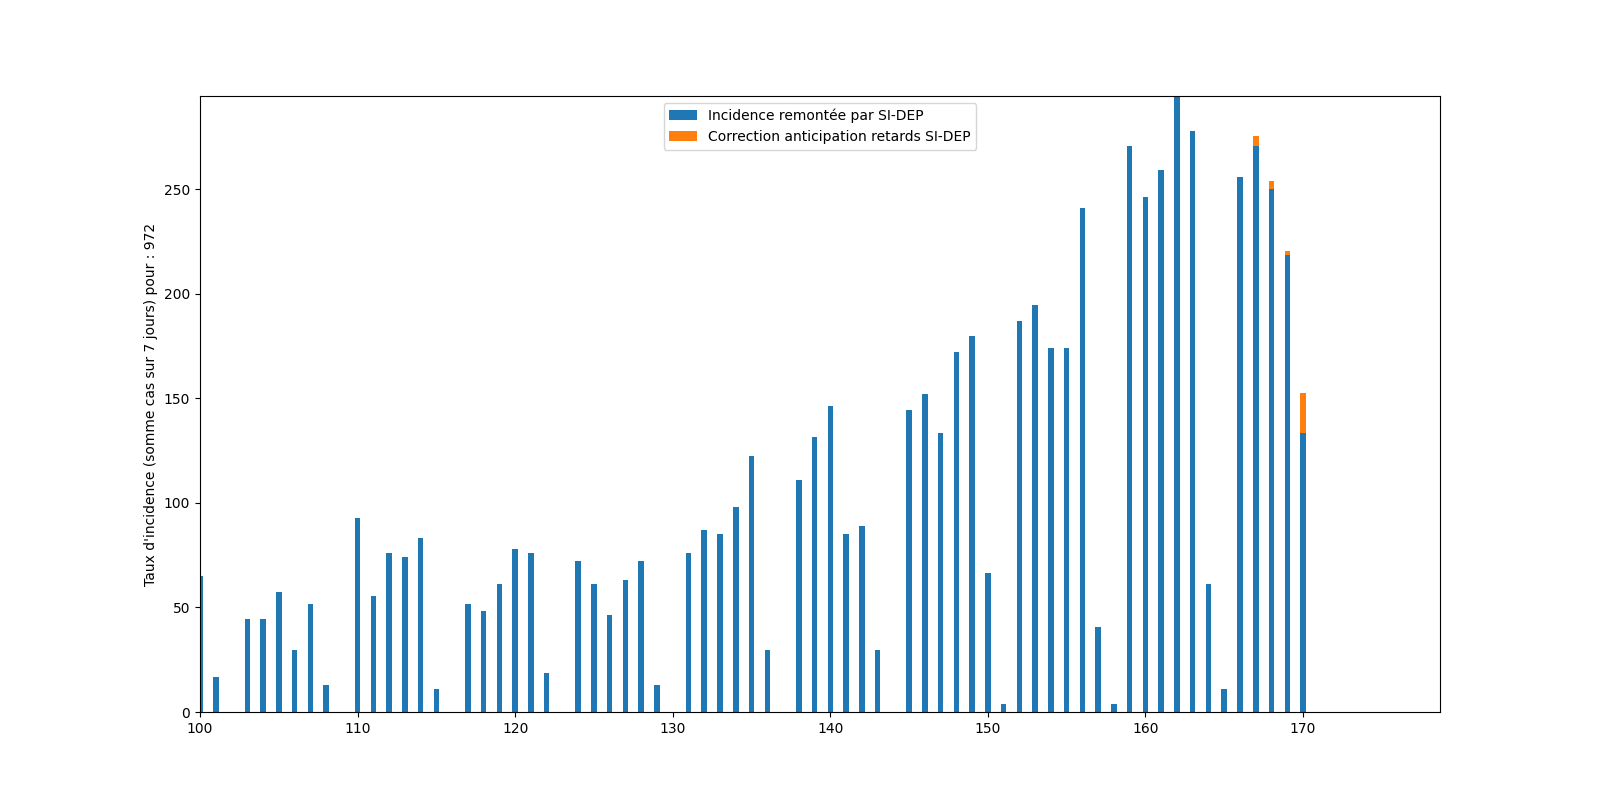 Incidence remontée par SI-DEP
Correction anticipation retards SI-DEP
Taux d'incidence (somme cas sur 7 jours) pour : 972
250
200
150
100
50
0
100 110 120 130 140 150 160 170